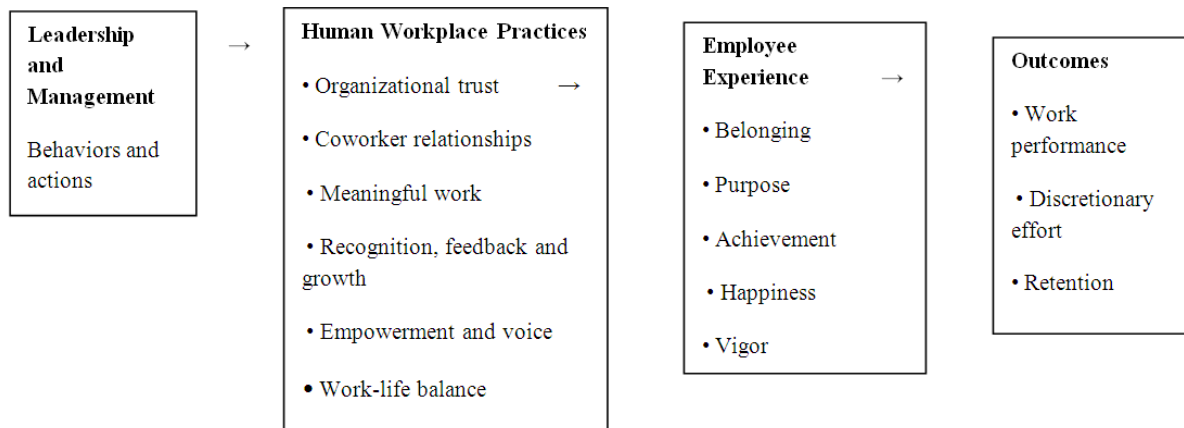 Leadership
and
Management
Behaviors and
actions
→
Human Workplace Practices
• Organizational trust →
• Coworker relationships
• Meaningful work
• Recognition, feedback and
growth
• Empowerment and voice
• Work-life balance
Employee
Experience →
• Belonging
• Purpose
• Achievement
• Happiness
• Vigor
Outcomes
• Work
performance
• Discretionary
effort
• Retention